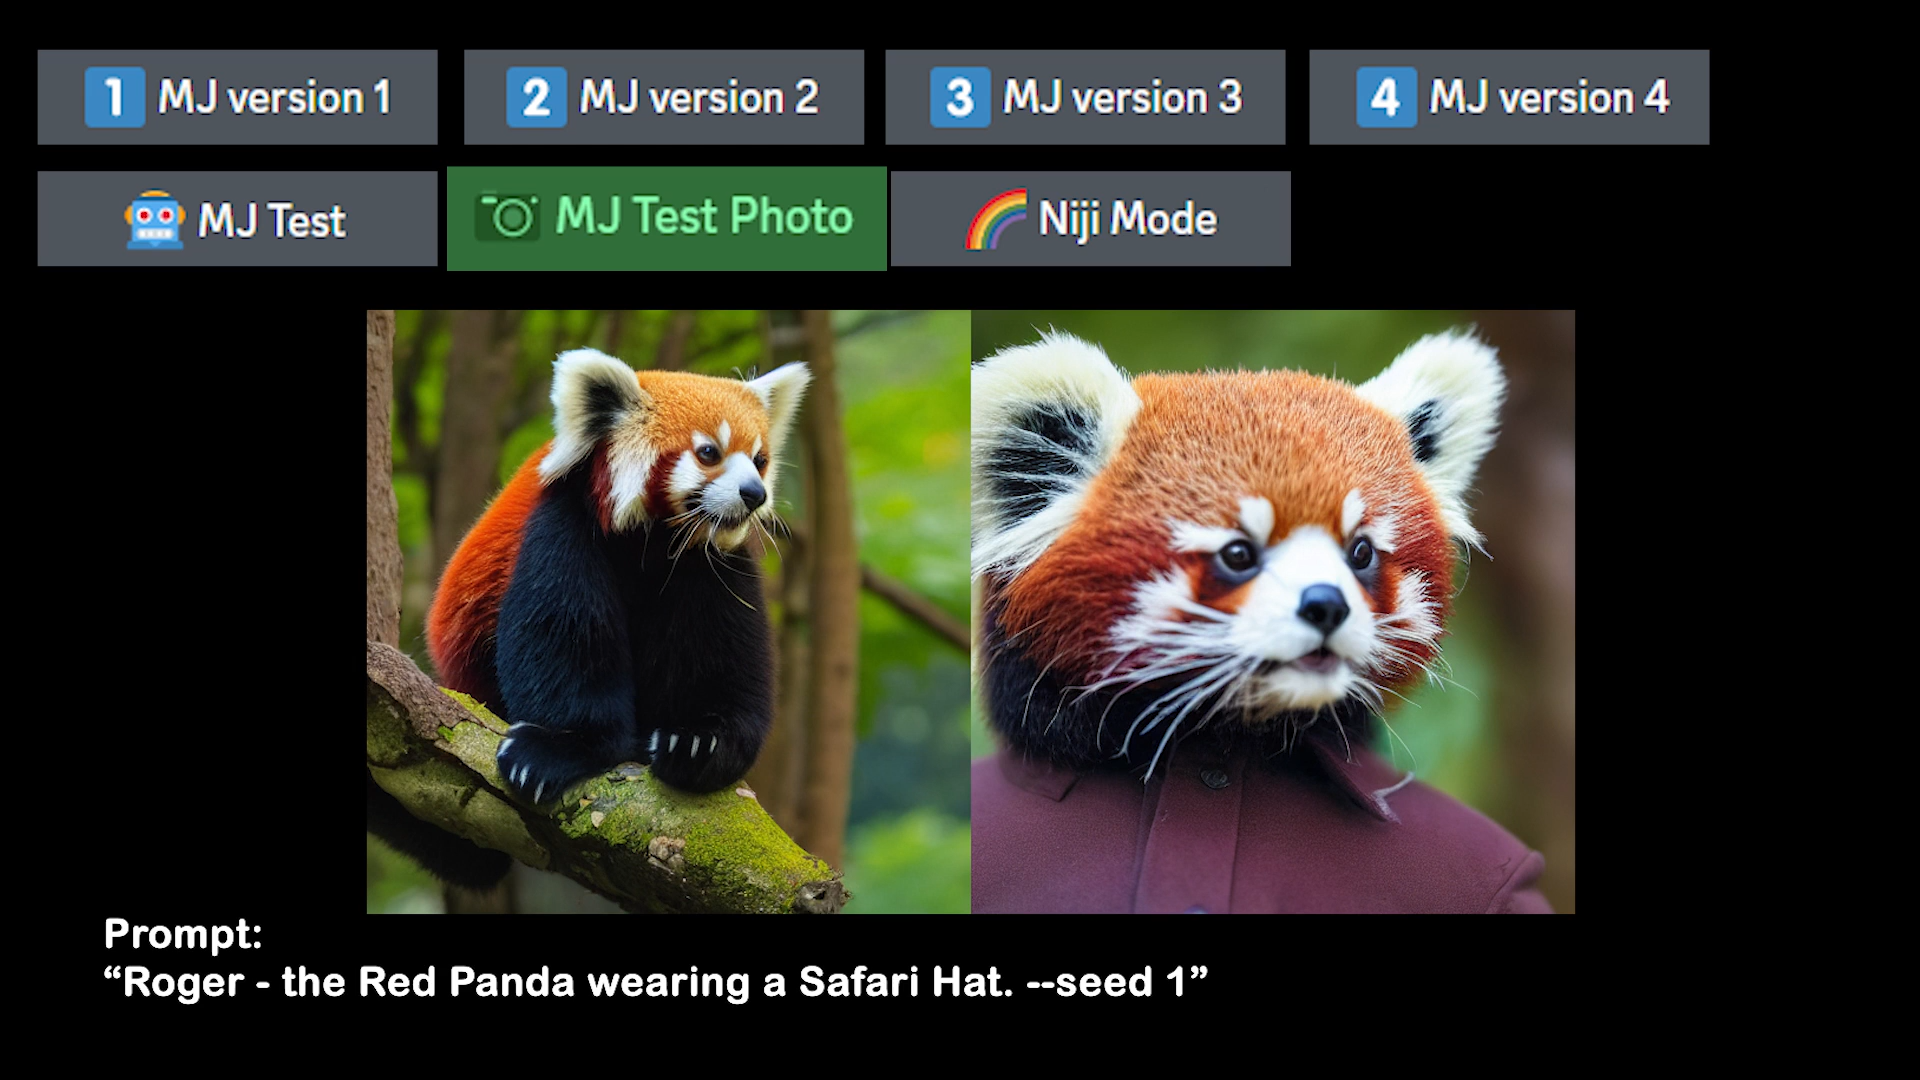 1 MJ version 1
2 MJ version 2
3 MJ version 3
4 MJ version 4
MJ Test
MJ Test Photo
Niji Mode
Prompt:
“Roger - the Red Panda wearing a Safari Hat. --seed 1”